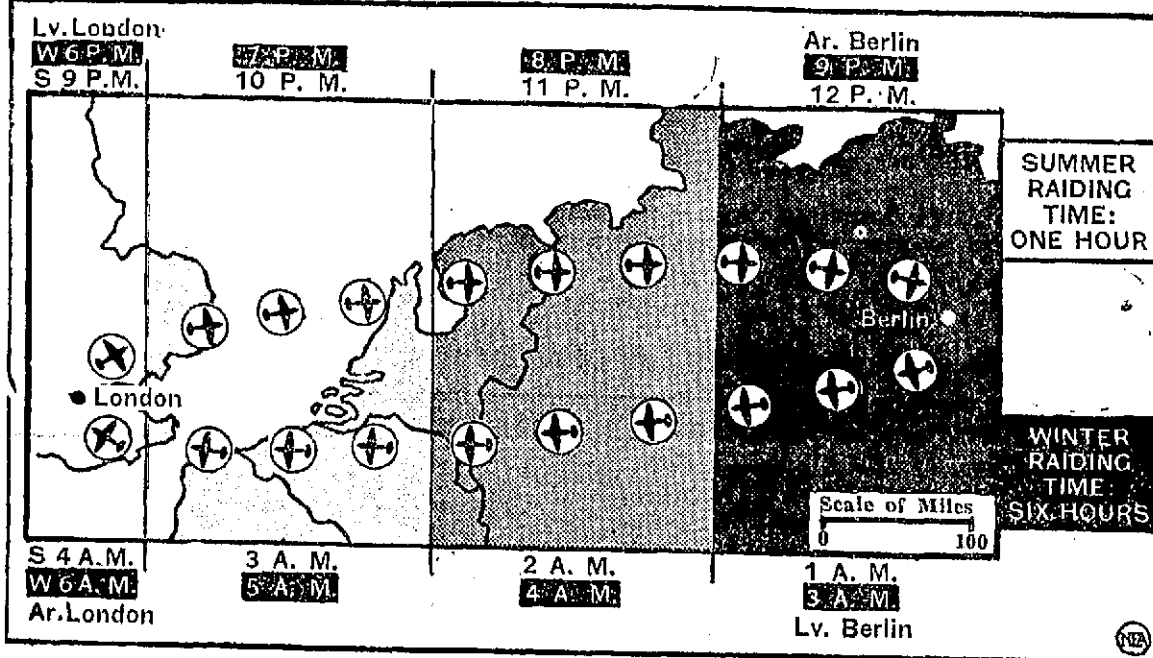 Lv. London
W 6 P.M.
S 9 P.M.
7 P. M.
10 P. M.
8 P. M.
11 P. M.
Ar. Berlin
9 P. M.
12 P. M.
SUMMER
RAIDING
TIME:
ONE HOUR
Berlin
London
WINTER
RAIDING
TIME:
SIX HOURS
Scale of Miles
0 100
S 4 A.M.
W 6 A.M.
Ar. London
3 A. M.
5 A. M.
2 A. M.
4 A. M.
1 A. M.
3 A. M.
Lv. Berlin
NEA